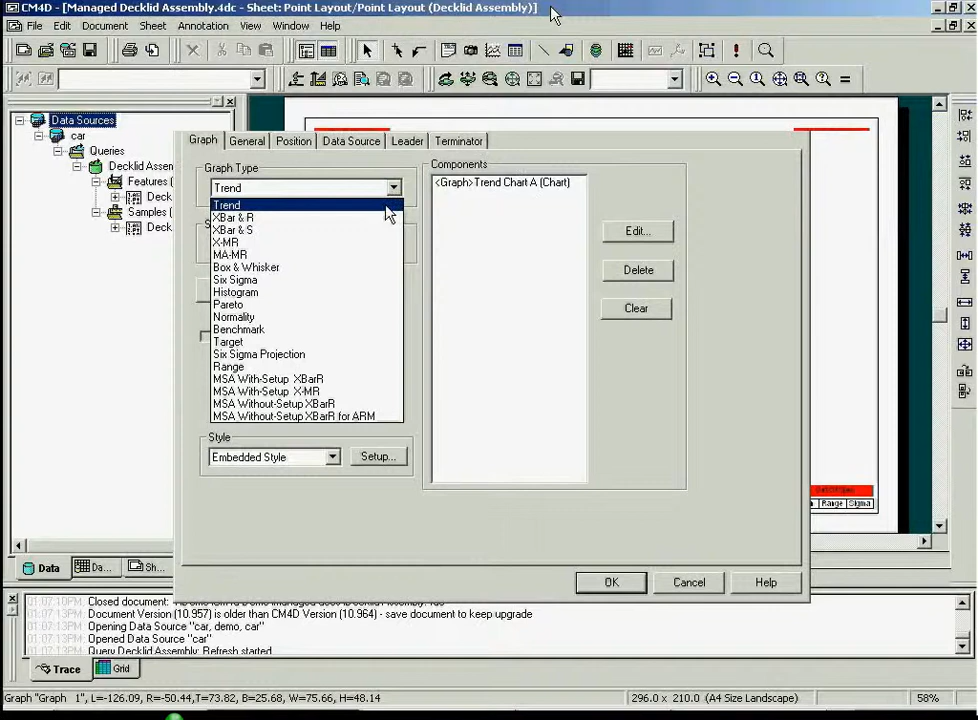 CM4D - [Managed Decklid Assembly.4dc - Sheet: Point Layout/Point Layout (Decklid Assembly)]
File Edit Document Sheet Annotation View Window Help
Data Sources
car
Queries
Decklid Assem
Features (
Deck
Samples (
Deck
Graph General Position Data Source Leader Terminator
Graph Type
Trend
Trend
XBar & R
XBar & S
X-MR
MA-MR
Box & Whisker
Six Sigma
Histogram
Pareto
Normality
Benchmark
Target
Six Sigma Projection
Range
MSA With-Setup XBarR
MSA With-Setup X-MR
MSA Without-Setup XBarR
MSA Without-Setup XBarR for ARM
Style
Embedded Style
Setup...
Components
<Graph>Trend Chart A (Chart)
Edit...
Delete
Clear
Range Sigma
OK Cancel Help
Data Da... Sh...
01:07:10PM Closed document:
01:07:13PM Document Version (10.957) is older than CM4D Version (10.964) - save document to keep upgrade
01:07:13PM Opening Data Source "car, demo, car"
01:07:13PM Opened Data Source "car"
01:07:13PM Query Decklid Assembly: Refresh started
Trace Grid
Graph "Graph 1", L=-126.09, R=-50.44, T=73.82, B=25.68, W=75.66, H=48.14 296.0 x 210.0 (A4 Size Landscape) 58%